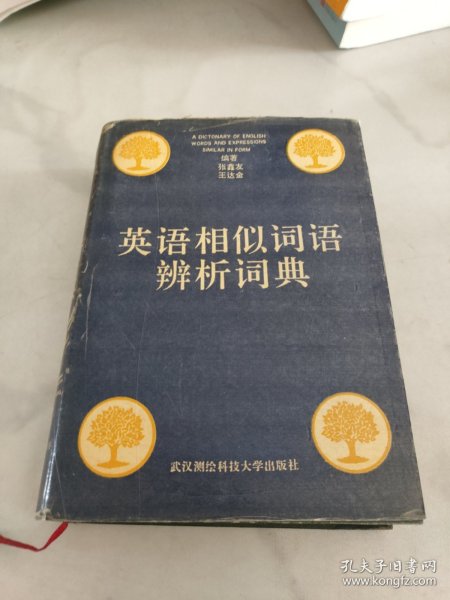 A DICTIONARY OF ENGLISH
WORDS AND EXPRESSIONS
SIMILAR IN FORM
编著
张鑫友
王达金
英语相似词语
辨析词典
武汉测绘科技大学出版社
孔夫子旧书网
www.kongfz.com